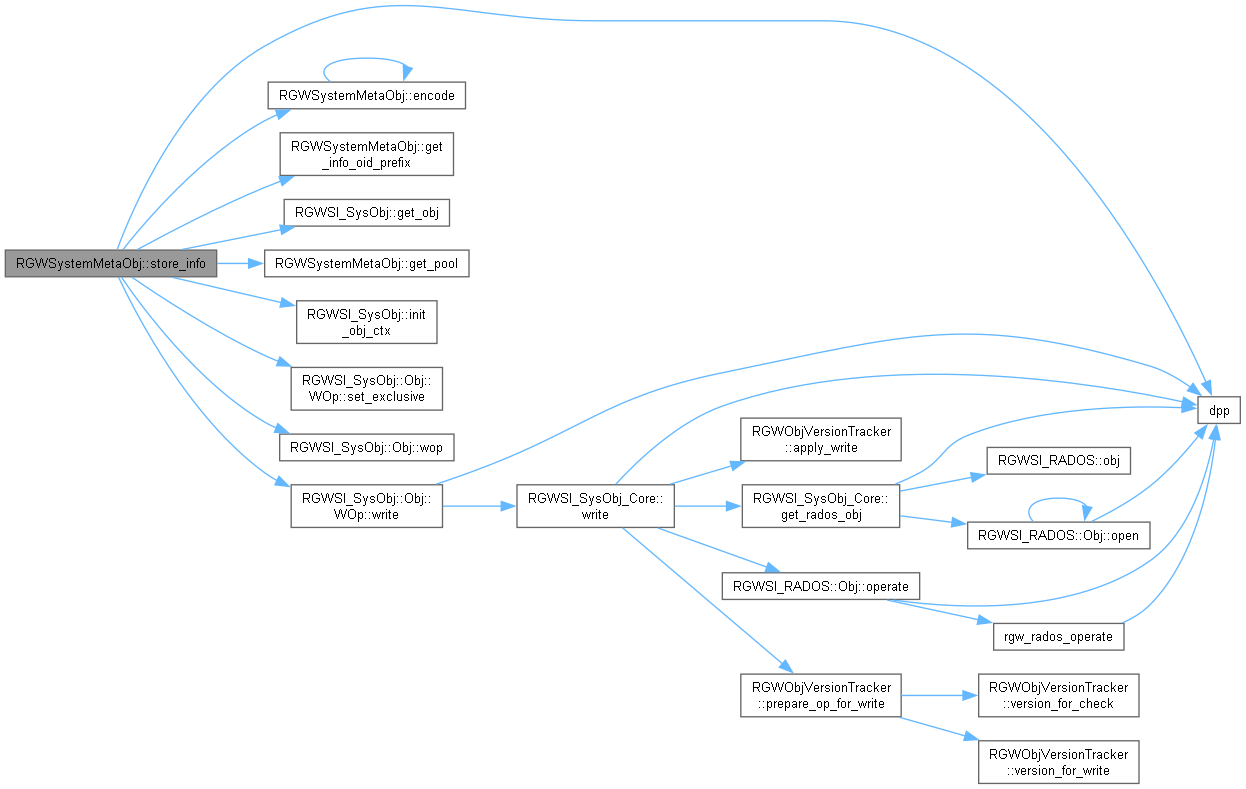 RGWSystemMetaObj::encode
RGWSystemMetaObj::get
_info_oid_prefix
RGWSI_SysObj::get_obj
RGWSystemMetaObj::store_info
RGWSystemMetaObj::get_pool
RGWSI_SysObj::init
_obj_ctx
RGWSI_SysObj::Obj::
WOp::set_exclusive
RGWSI_SysObj::Obj::wop
RGWSI_SysObj::Obj::
WOp::write
RGWSI_SysObj_Core::
write
RGWObjVersionTracker
::apply_write
RGWSI_SysObj_Core::
get_rados_obj
RGWSI_RADOS::Obj::operate
RGWObjVersionTracker
::prepare_op_for_write
dpp
RGWSI_RADOS::obj
RGWSI_RADOS::Obj::open
rgw_rados_operate
RGWObjVersionTracker
::version_for_check
RGWObjVersionTracker
::version_for_write